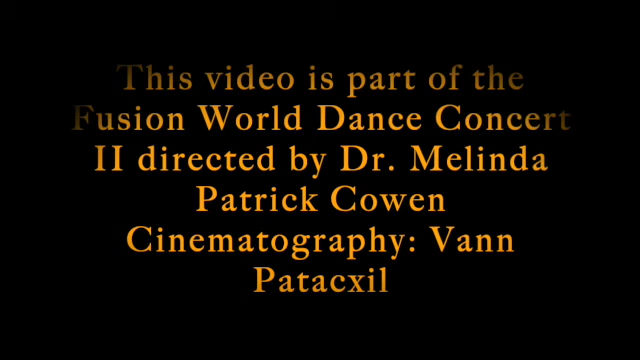 This video is part of the
Fusion World Dance Concert
II directed by Dr. Melinda
Patrick Cowen
Cinematography: Vann
Patacxil